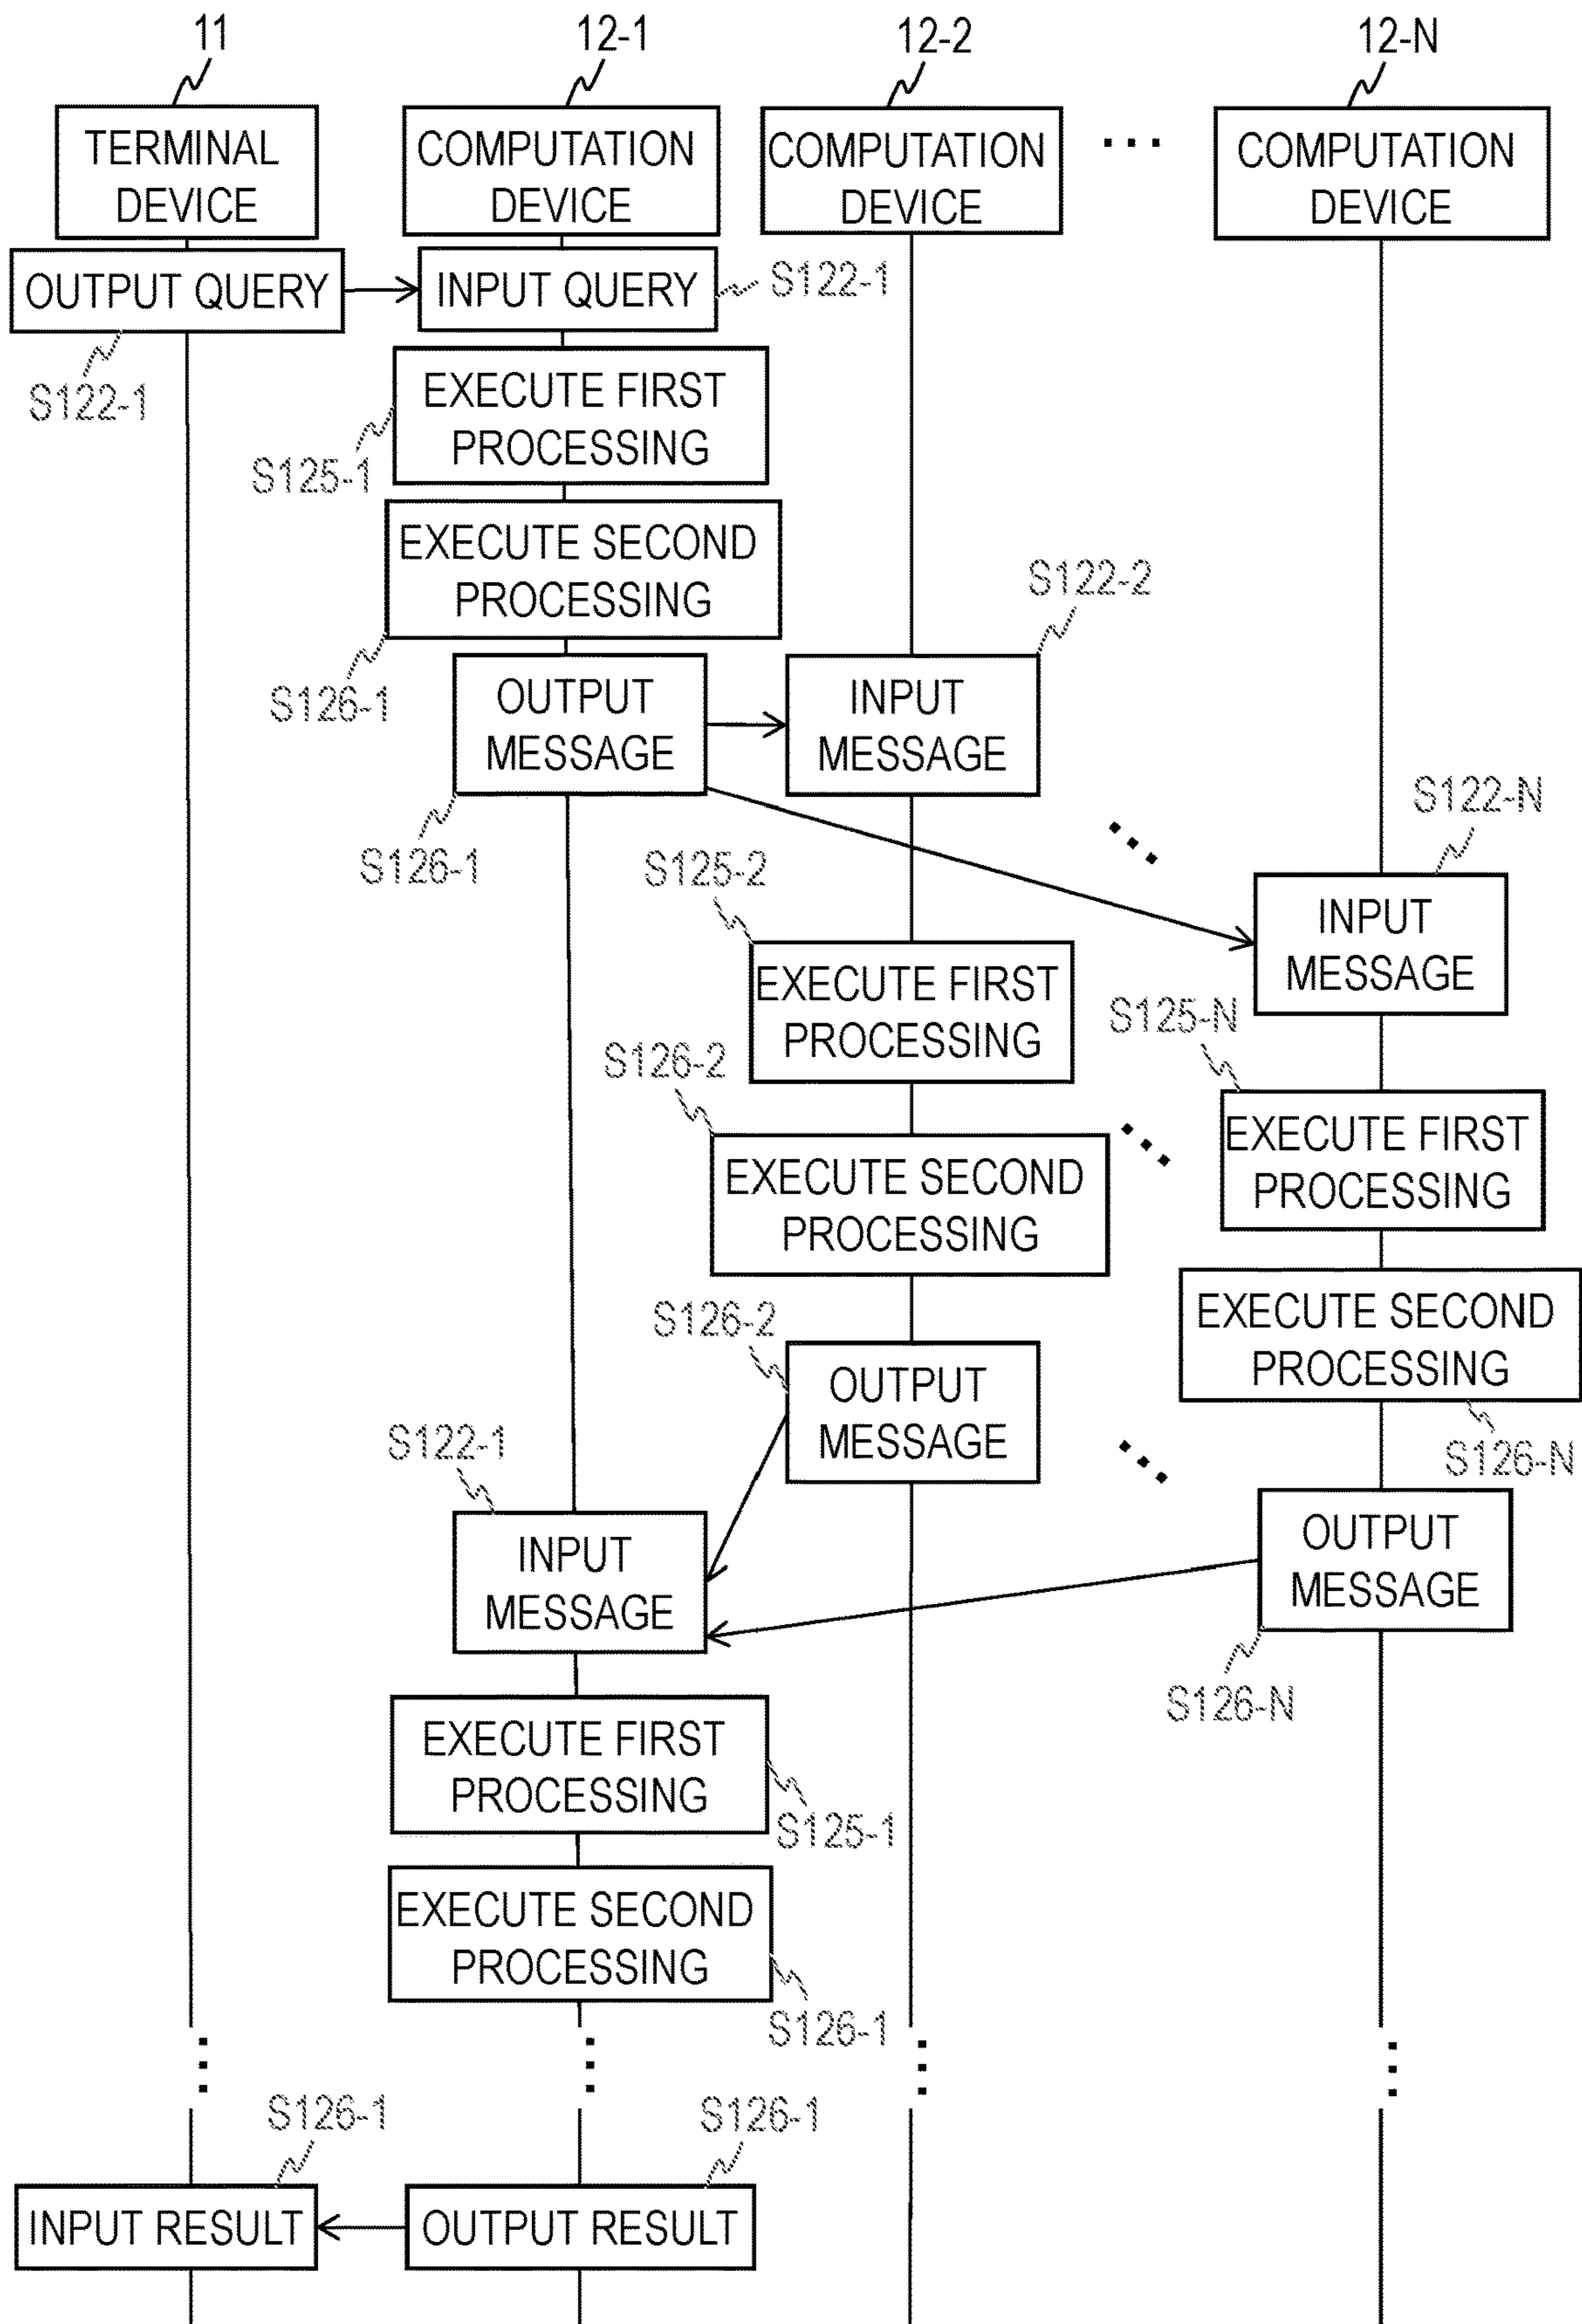 11
12-1
12-2
12-N
TERMINAL
DEVICE
COMPUTATION
DEVICE
COMPUTATION
DEVICE
...
COMPUTATION
DEVICE
OUTPUT QUERY
INPUT QUERY
S122-1
S122-1
EXECUTE FIRST
PROCESSING
S125-1
EXECUTE SECOND
PROCESSING
S126-1
S122-2
OUTPUT
MESSAGE
INPUT
MESSAGE
S126-1
S122-N
S125-2
INPUT
MESSAGE
EXECUTE FIRST
PROCESSING
S125-N
S126-2
EXECUTE FIRST
PROCESSING
EXECUTE SECOND
PROCESSING
EXECUTE SECOND
PROCESSING
S126-2
S126-N
OUTPUT
MESSAGE
S122-1
INPUT
MESSAGE
OUTPUT
MESSAGE
S126-N
EXECUTE FIRST
PROCESSING
S125-1
EXECUTE SECOND
PROCESSING
S126-1
S126-1
S126-1
INPUT RESULT
OUTPUT RESULT